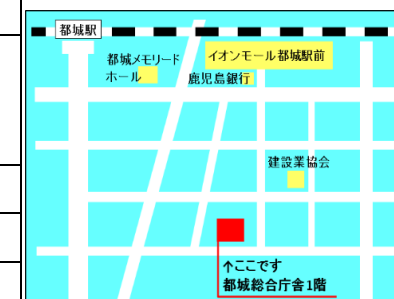 都城駅
都城メモリード
ホール
イオンモール都城駅前
鹿児島銀行
建設業協会
↑ここです
都城総合庁舎1階